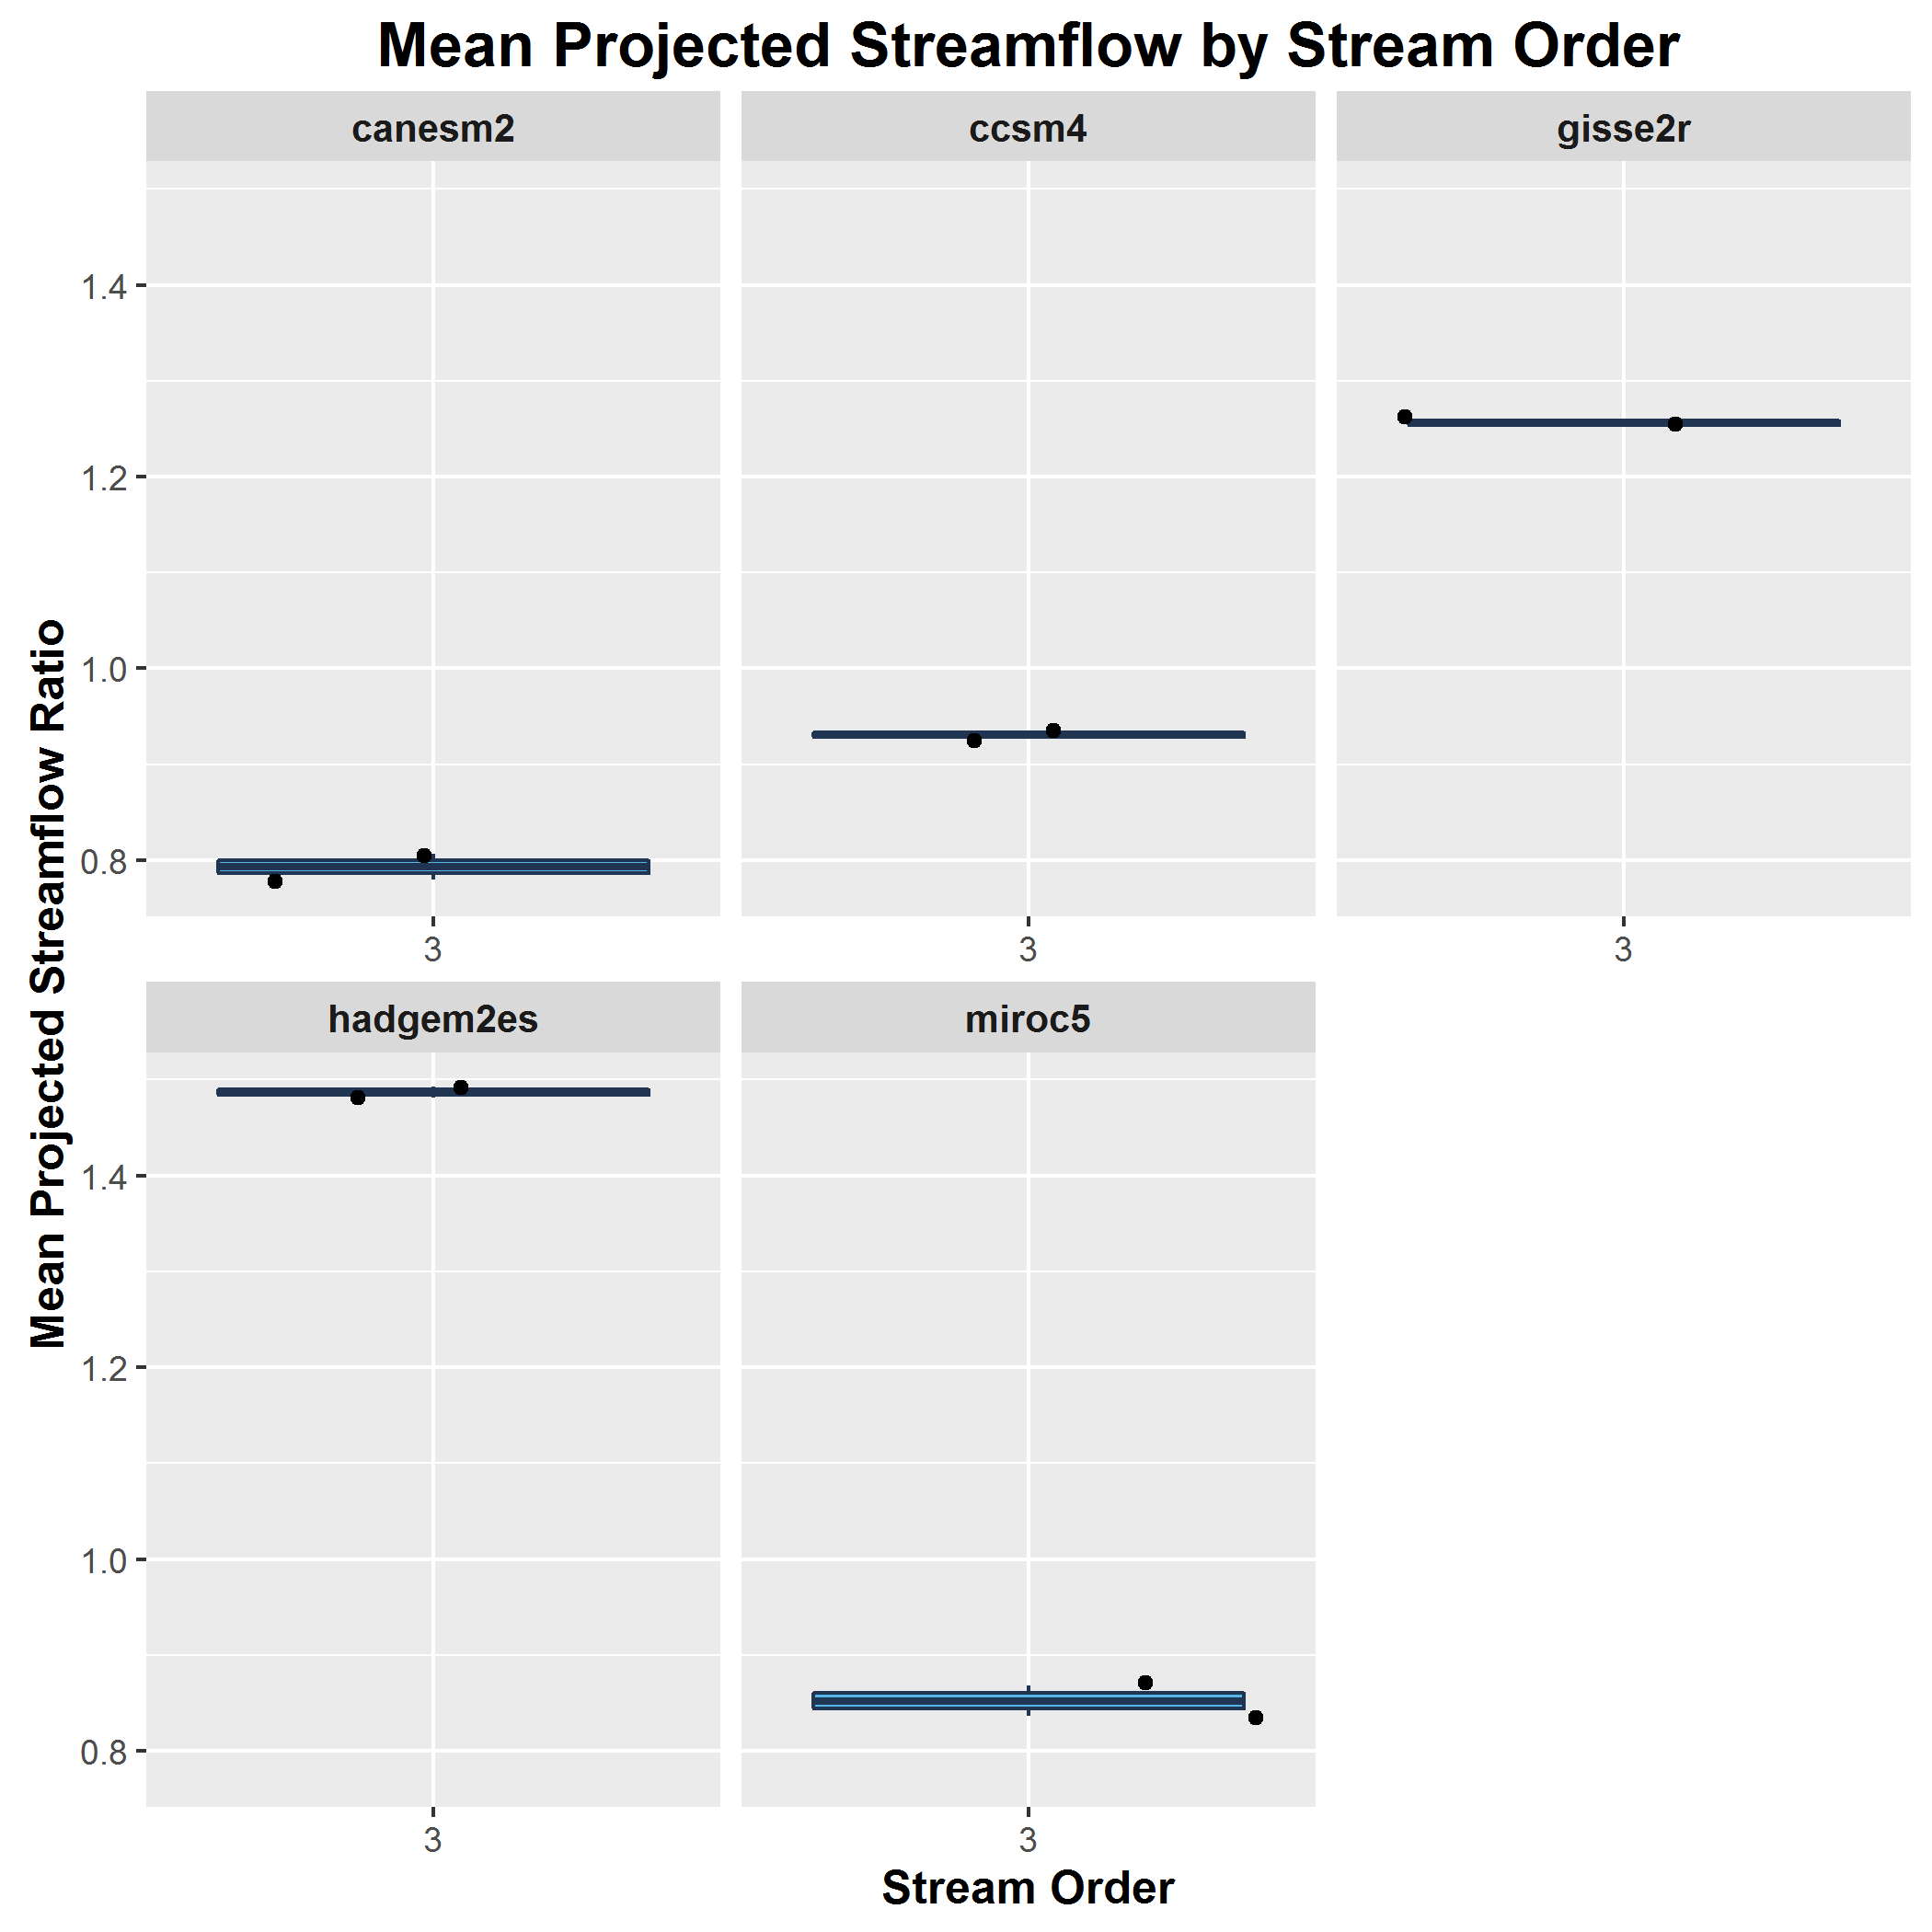 Mean Projected Streamflow by Stream Order
canesm2
ccsm4
gisse2r
1.4
1.2
1.0
0.8
3
3
3
Mean Projected Streamflow Ratio
hadgem2es
miroc5
1.4
1.2
1.0
0.8
3
3
Stream Order